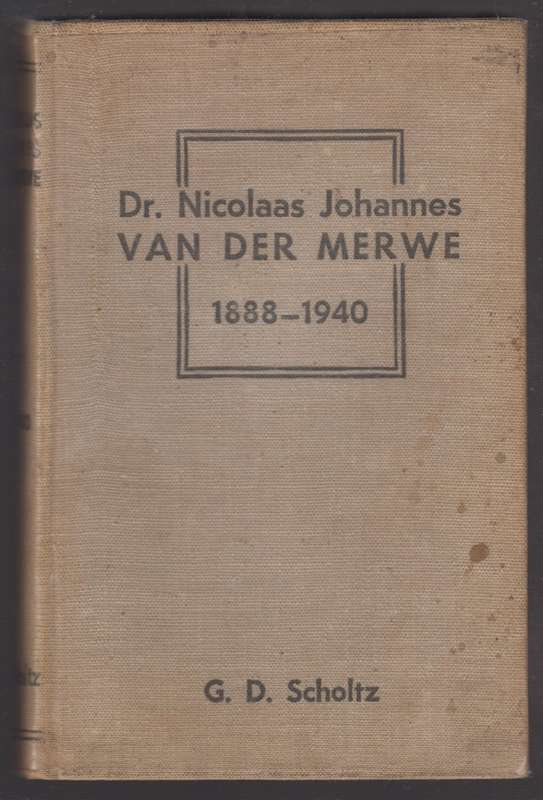 Dr. Nicolaas Johannes
VAN DER MERWE
1888–1940
G. D. Scholtz